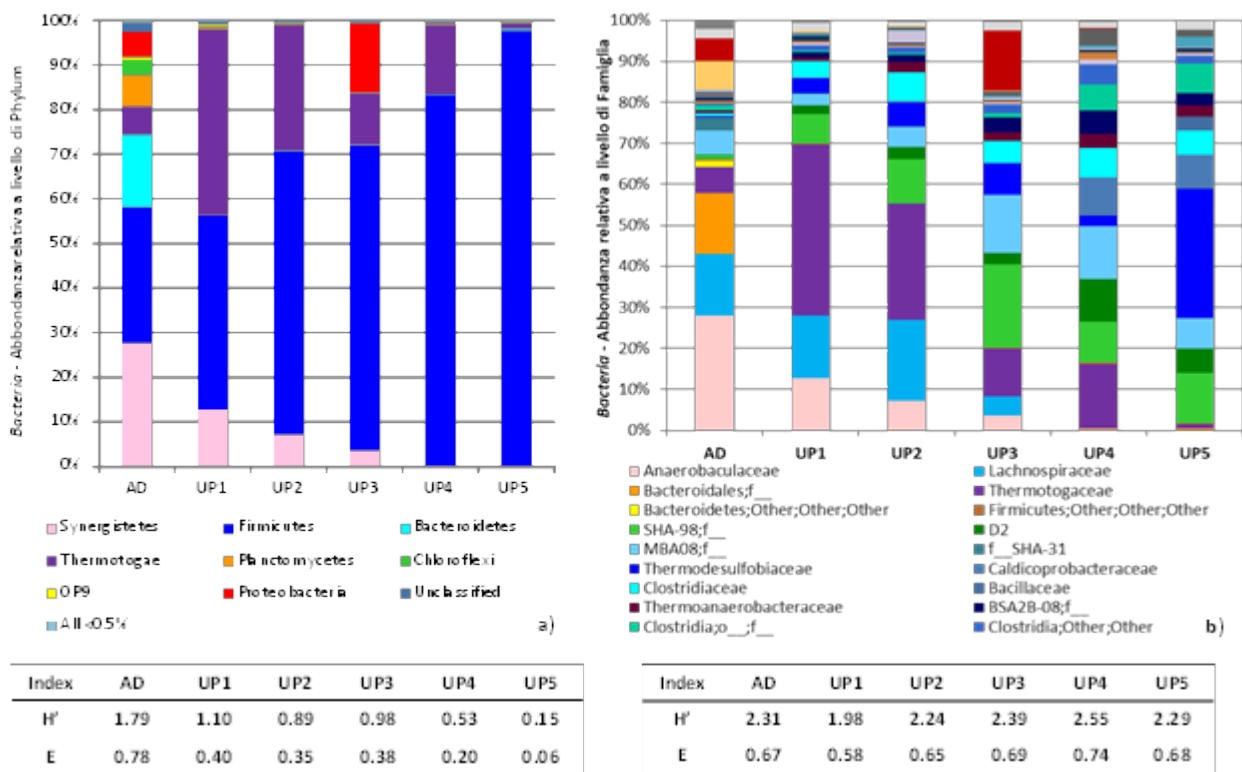 Bacteria - Abbondanza relativa a livello di Phylum
100%
90%
80%
70%
60%
50%
40%
30%
20%
10%
0%
AD UP1 UP2 UP3 UP4 UP5
Synergistetes Firmicutes Bacteroidetes
Thermotogae Planctomycetes Chloroflexi
OP9 Proteobacteria Unclassified
All <0.5%
a)
Bacteria - Abbondanza relativa a livello di Famiglia
100%
90%
80%
70%
60%
50%
40%
30%
20%
10%
0%
AD UP1 UP2 UP3 UP4 UP5
Anaerobaculaceae Lachnospiraceae
Bacteroidales;f__ Thermotogaceae
Bacteroidetes;Other;Other;Other Firmicutes;Other;Other;Other
SHA-98;f__ D2
MBA08;f__ f__SHA-31
Thermodesulfobiaceae Caldicoprobacteraceae
Clostridiaceae Bacillaceae
Thermoanaerobacteraceae BSA2B-08;f__
Clostridia;o__;f__ Clostridia;Other;Other
b)
Index AD UP1 UP2 UP3 UP4 UP5
H' 1.79 1.10 0.89 0.98 0.53 0.15
E 0.78 0.40 0.35 0.38 0.20 0.06
Index AD UP1 UP2 UP3 UP4 UP5
H' 2.31 1.98 2.24 2.39 2.55 2.29
E 0.67 0.58 0.65 0.69 0.74 0.68